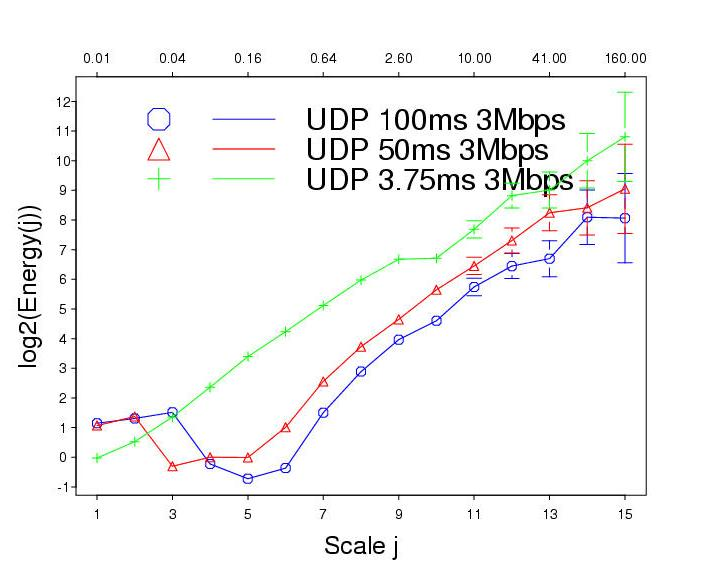 0.01 0.04 0.16 0.64 2.60 10.00 41.00 160.00
12
11
10
9
8
7
6
5
4
3
2
1
0
-1
log2(Energy(j))
UDP 100ms 3Mbps
UDP 50ms 3Mbps
UDP 3.75ms 3Mbps
1 3 5 7 9 11 13 15
Scale j